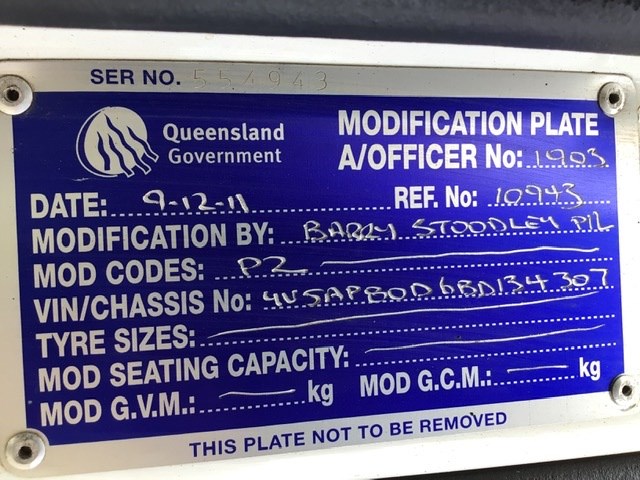 SER NO. 554943
Queensland Government
MODIFICATION PLATE
A/OFFICER No: 1903
DATE: 9-12-11 REF. No: 10943
MODIFICATION BY: BARRY STOODLEY P/L
MOD CODES: P2
VIN/CHASSIS No: 4V5APB0D6BD134307
TYRE SIZES:
MOD SEATING CAPACITY:
MOD G.V.M.: — kg MOD G.C.M.: — kg
THIS PLATE NOT TO BE REMOVED